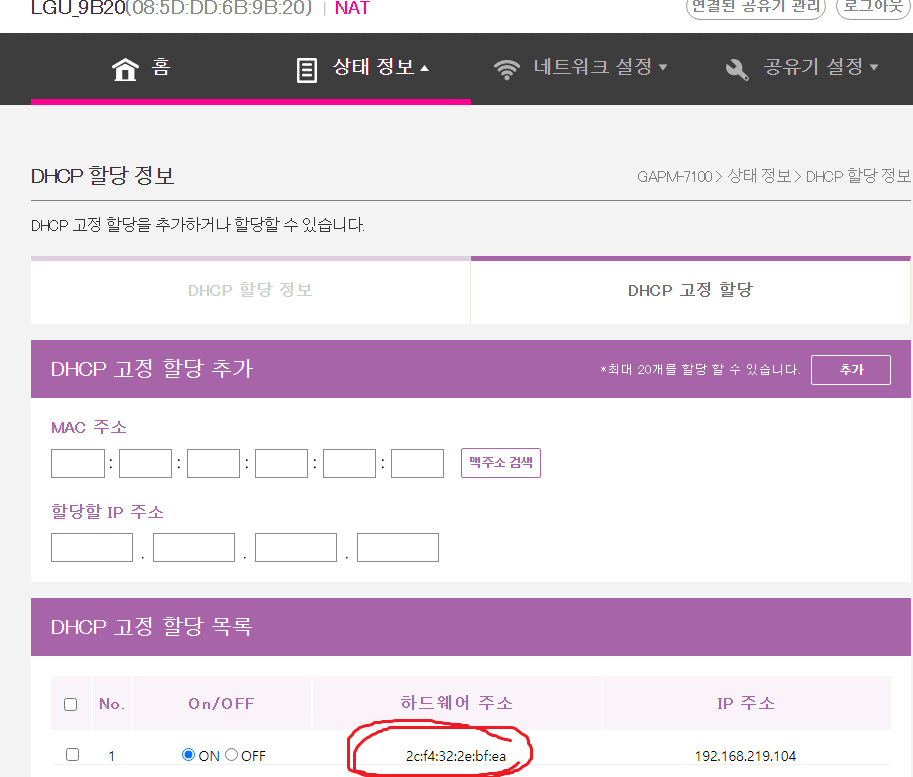 LGU_9B20(08:5D:DD:6B:9B:20) | NAT 연결된 공유기 관리 로그아웃
홈 상태 정보 ▲ 네트워크 설정 ▼ 공유기 설정 ▼
DHCP 할당 정보 GAPM-7100 > 상태 정보 > DHCP 할당 정보
DHCP 고정 할당을 추가하거나 할당할 수 있습니다.
DHCP 할당 정보 DHCP 고정 할당
DHCP 고정 할당 추가 *최대 20개를 할당 할 수 있습니다. 추가
MAC 주소
: : : : : 맥주소 검색
할당할 IP 주소
. . .
DHCP 고정 할당 목록
No. On/OFF 하드웨어 주소 IP 주소
1 ON OFF 2c:f4:32:2e:bf:ea 192.168.219.104